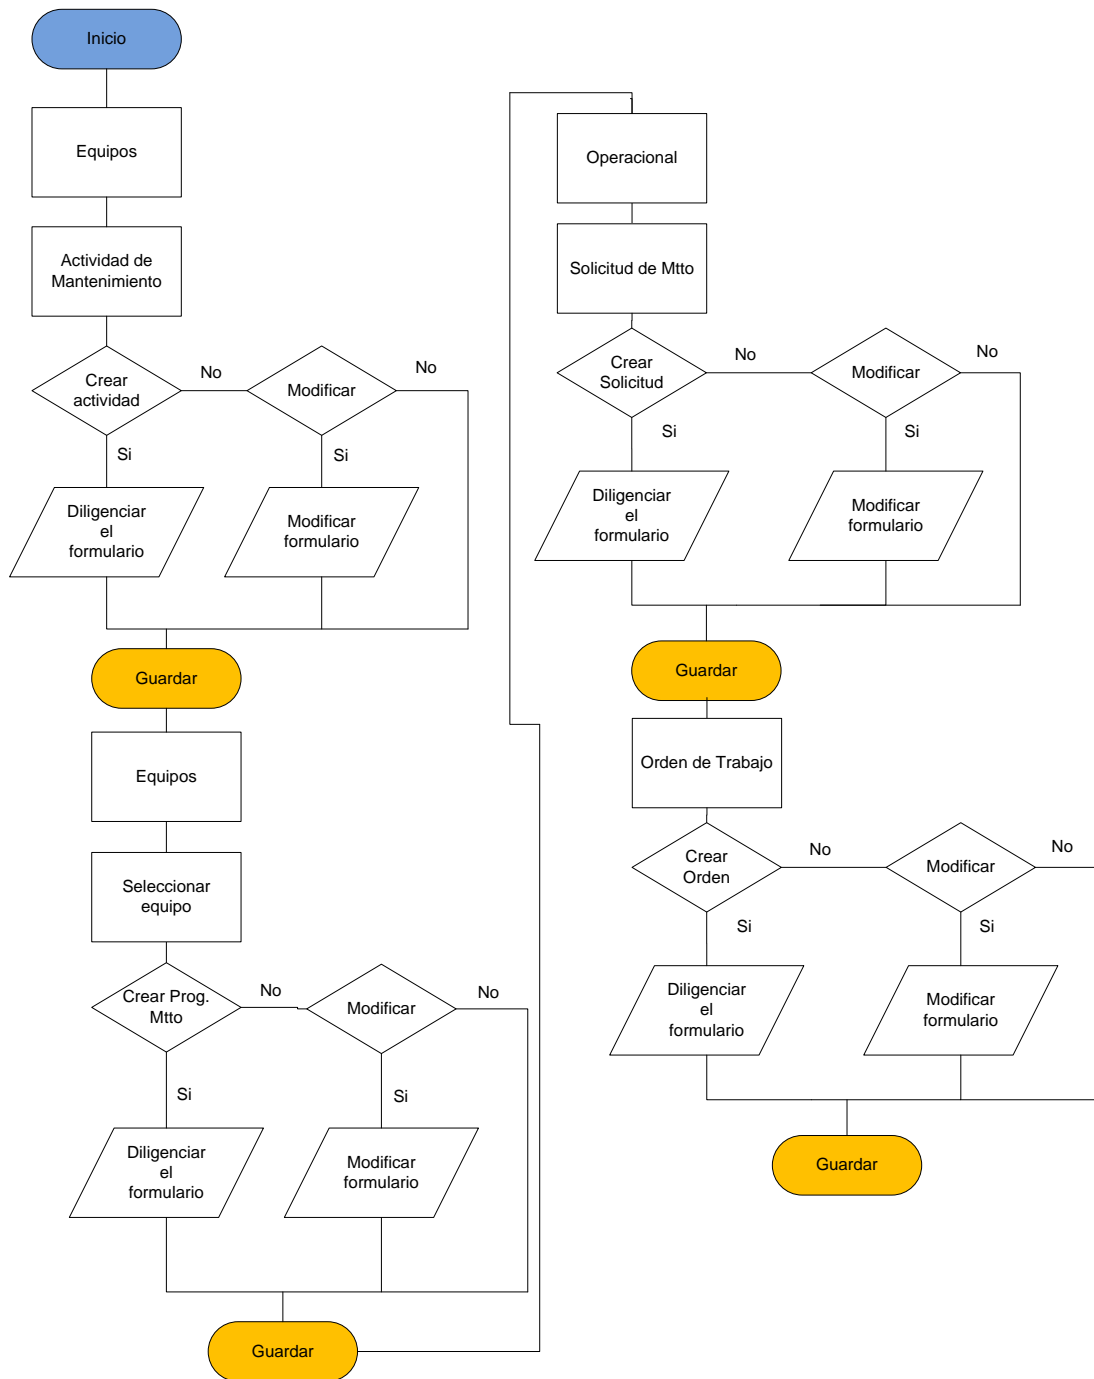 Inicio
Equipos
Actividad de
Mantenimiento
Crear
actividad
No
Modificar
No
Si
Si
Diligenciar
el
formulario
Modificar
formulario
Guardar
Equipos
Seleccionar
equipo
Crear Prog.
Mtto
No
Modificar
No
Si
Si
Diligenciar
el
formulario
Modificar
formulario
Guardar
Operacional
Solicitud de Mtto
Crear
Solicitud
No
Modificar
No
Si
Si
Diligenciar
el
formulario
Modificar
formulario
Guardar
Orden de Trabajo
Crear
Orden
No
Modificar
No
Si
Si
Diligenciar
el
formulario
Modificar
formulario
Guardar